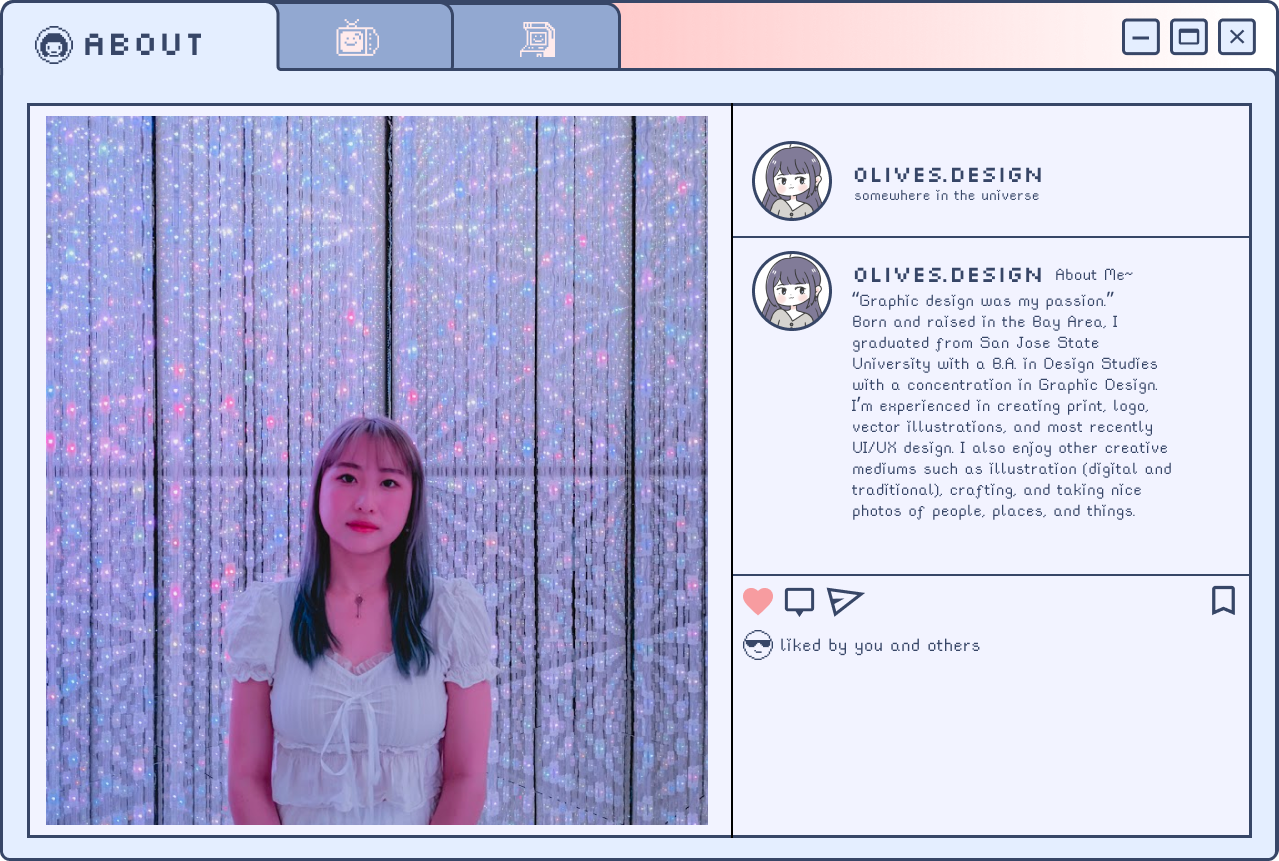 ABOUT
OLIVES.DESIGN
somewhere in the universe
OLIVES.DESIGN About Me~
"Graphic design was my passion."
Born and raised in the Bay Area, I
graduated from San Jose State
University with a B.A. in Design Studies
with a concentration in Graphic Design.
I'm experienced in creating print, logo,
vector illustrations, and most recently
UI/UX design. I also enjoy other creative
mediums such as illustration (digital and
traditional), crafting, and taking nice
photos of people, places, and things.
liked by you and others